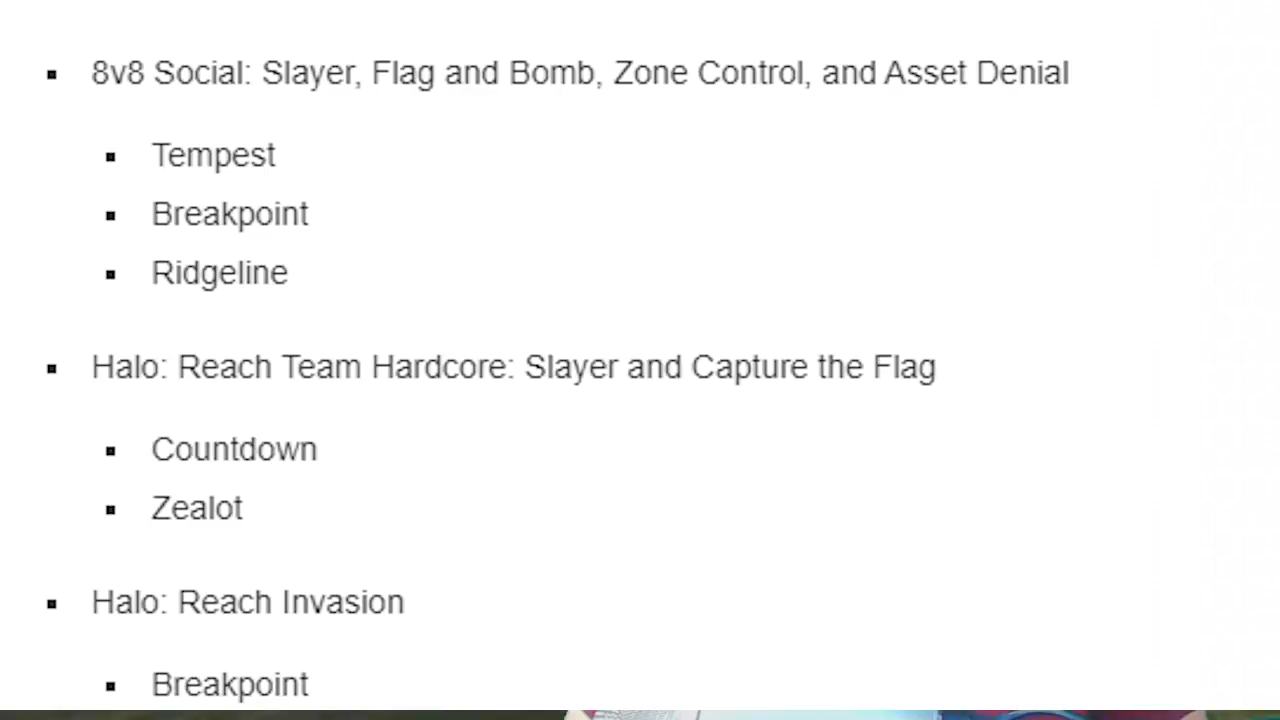 8v8 Social: Slayer, Flag and Bomb, Zone Control, and Asset Denial
Tempest
Breakpoint
Ridgeline
Halo: Reach Team Hardcore: Slayer and Capture the Flag
Countdown
Zealot
Halo: Reach Invasion
Breakpoint